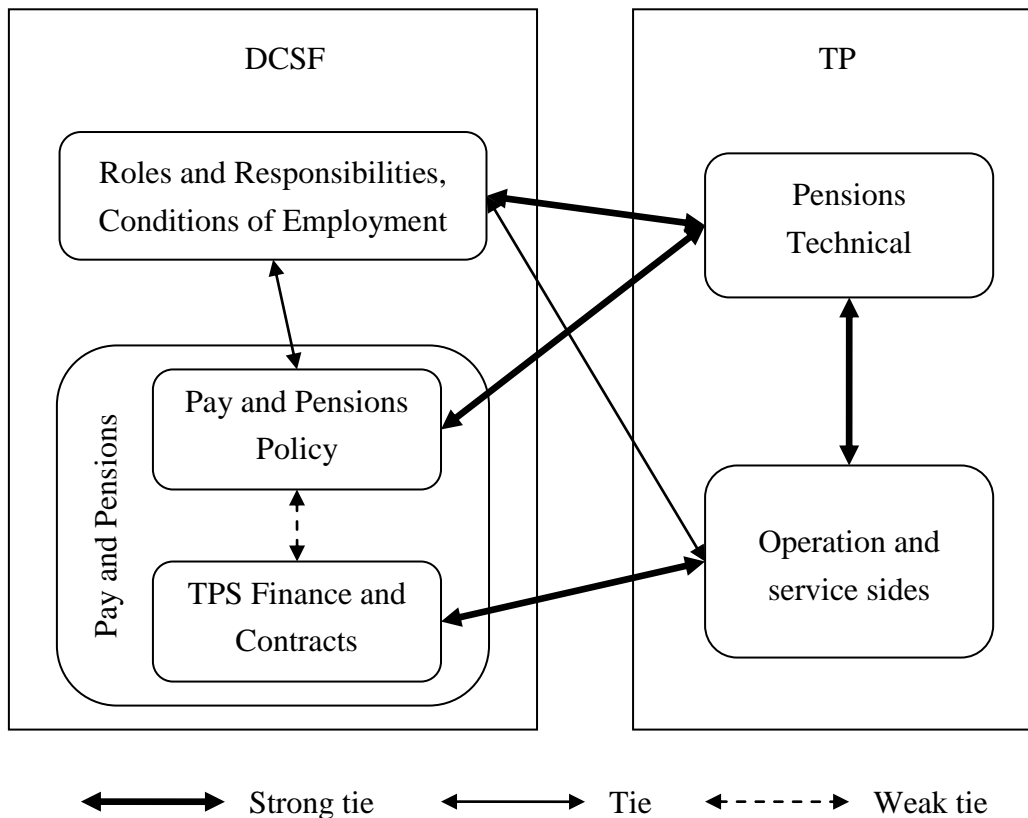 DCSF
TP
Roles and Responsibilities,
Conditions of Employment
Pensions
Technical
Pay and Pensions
Pay and Pensions
Policy
TPS Finance and
Contracts
Operation and
service sides
Strong tie
Tie
Weak tie